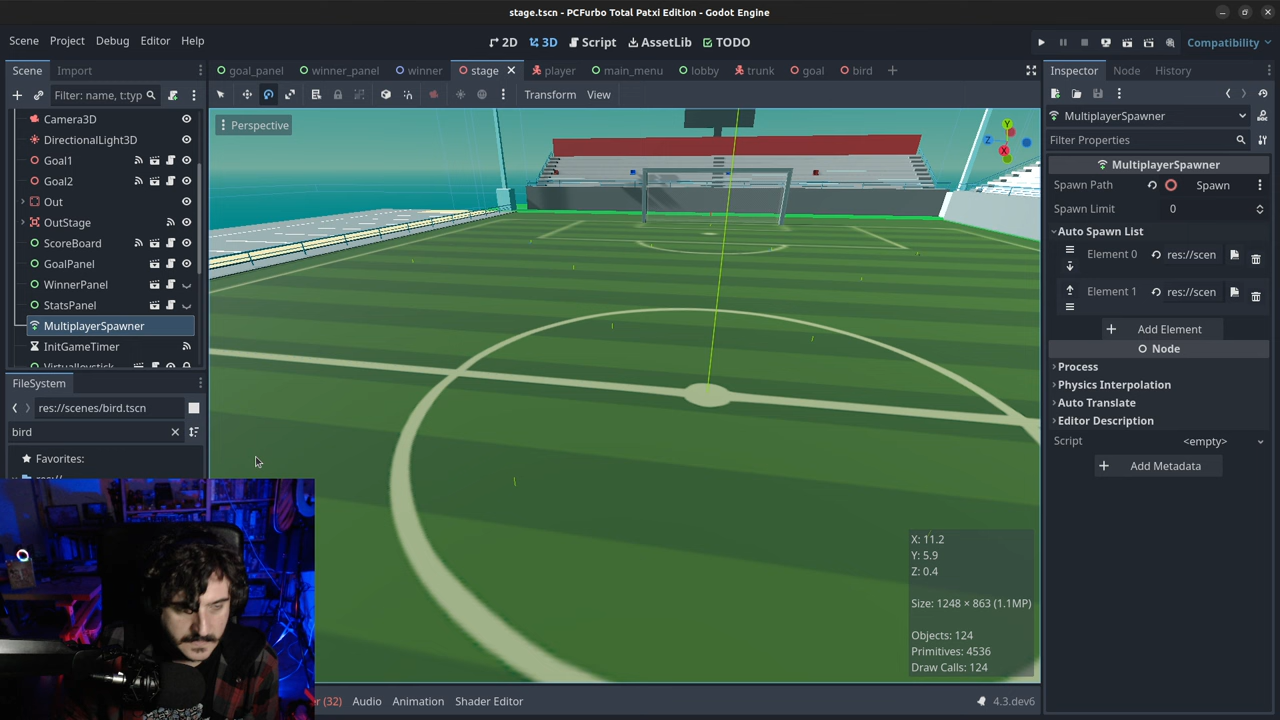 stage.tscn - PCFurbo Total Patxi Edition - Godot Engine
Scene Project Debug Editor Help
2D 3D Script AssetLib TODO
Compatibility
Scene Import
goal_panel winner_panel winner stage player main_menu lobby trunk goal bird
Inspector Node History
Filter: name, t:typ
Transform View
MultiplayerSpawner
Filter Properties
Perspective
Camera3D
DirectionalLight3D
Goal1
Goal2
Out
OutStage
ScoreBoard
GoalPanel
WinnerPanel
StatsPanel
MultiplayerSpawner
InitGameTimer
VirtualJoystick
Y
Z
X
MultiplayerSpawner
Spawn Path Spawn
Spawn Limit 0
Auto Spawn List
Element 0 res://scen
Element 1 res://scen
Add Element
Node
Process
Physics Interpolation
Auto Translate
Editor Description
Script <empty>
Add Metadata
FileSystem
res://scenes/bird.tscn
bird
Favorites:
res://
X: 11.2
Y: 5.9
Z: 0.4
Size: 1248 × 863 (1.1MP)
Objects: 124
Primitives: 4536
Draw Calls: 124
r (32) Audio Animation Shader Editor
4.3.dev6